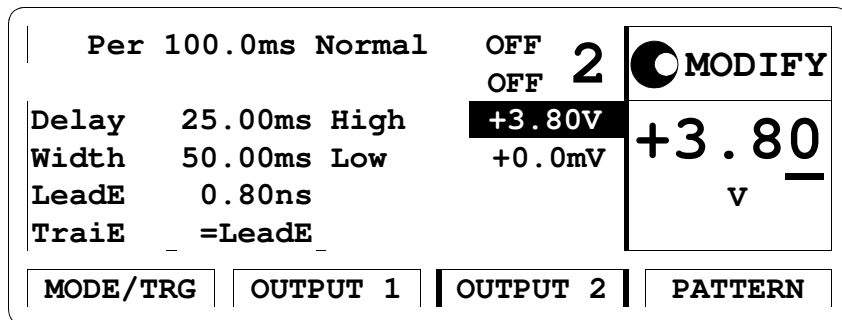 Per 100.0ms Normal OFF 2 MODIFY
OFF
Delay 25.00ms High +3.80V +3.80
Width 50.00ms Low +0.0mV
LeadE 0.80ns V
TraiE =LeadE
MODE/TRG OUTPUT 1 OUTPUT 2 PATTERN